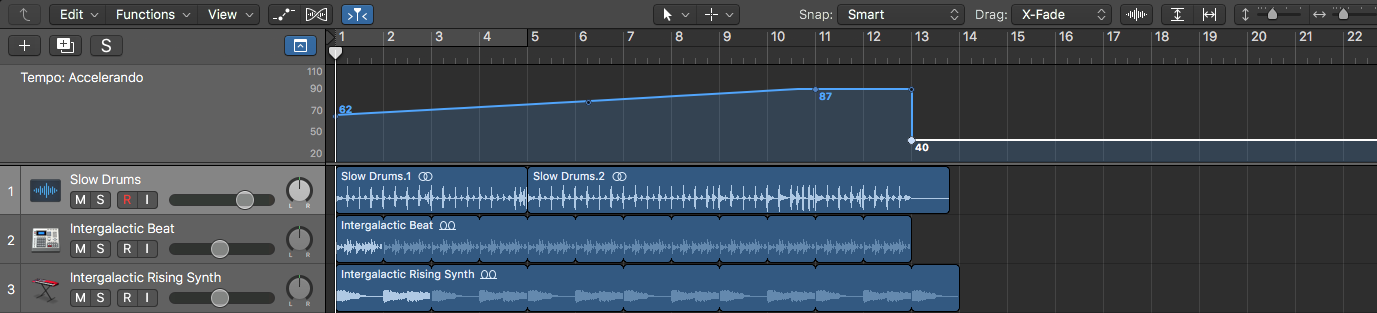 Edit Functions View Snap: Smart Drag: X-Fade
S 1 2 3 4 5 6 7 8 9 10 11 12 13 14 15 16 17 18 19 20 21 22
Tempo: Accelerando 110
90 87
70 62
50
40
20
1 Slow Drums Slow Drums.1 Slow Drums.2
M S R I L R
2 Intergalactic Beat Intergalactic Beat
M S R I L R
3 Intergalactic Rising Synth Intergalactic Rising Synth
M S R I L R